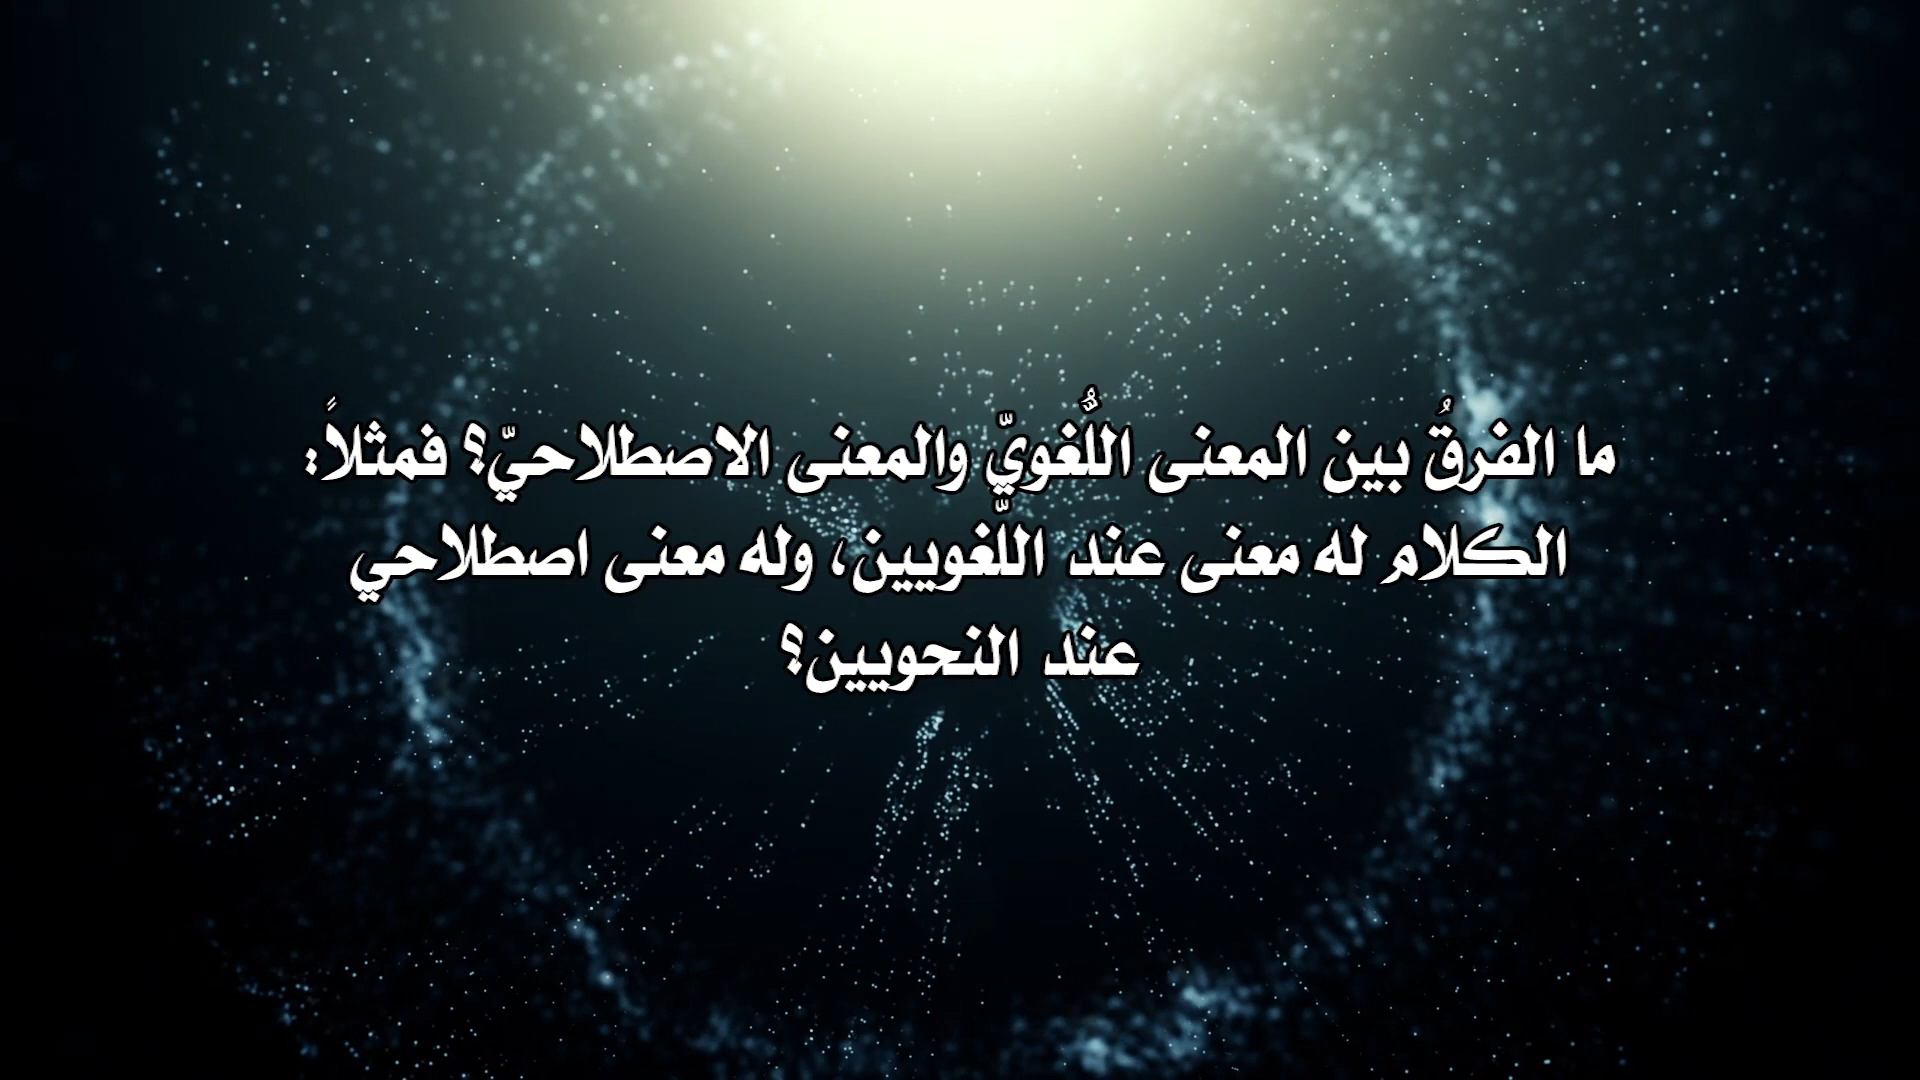 ما الفرقُ بين المعنى اللُّغويّ والمعنى الاصطلاحيّ؟ فمثلاً:
الكلام له معنى عند اللّغويين، وله معنى اصطلاحي
عند النحويين؟